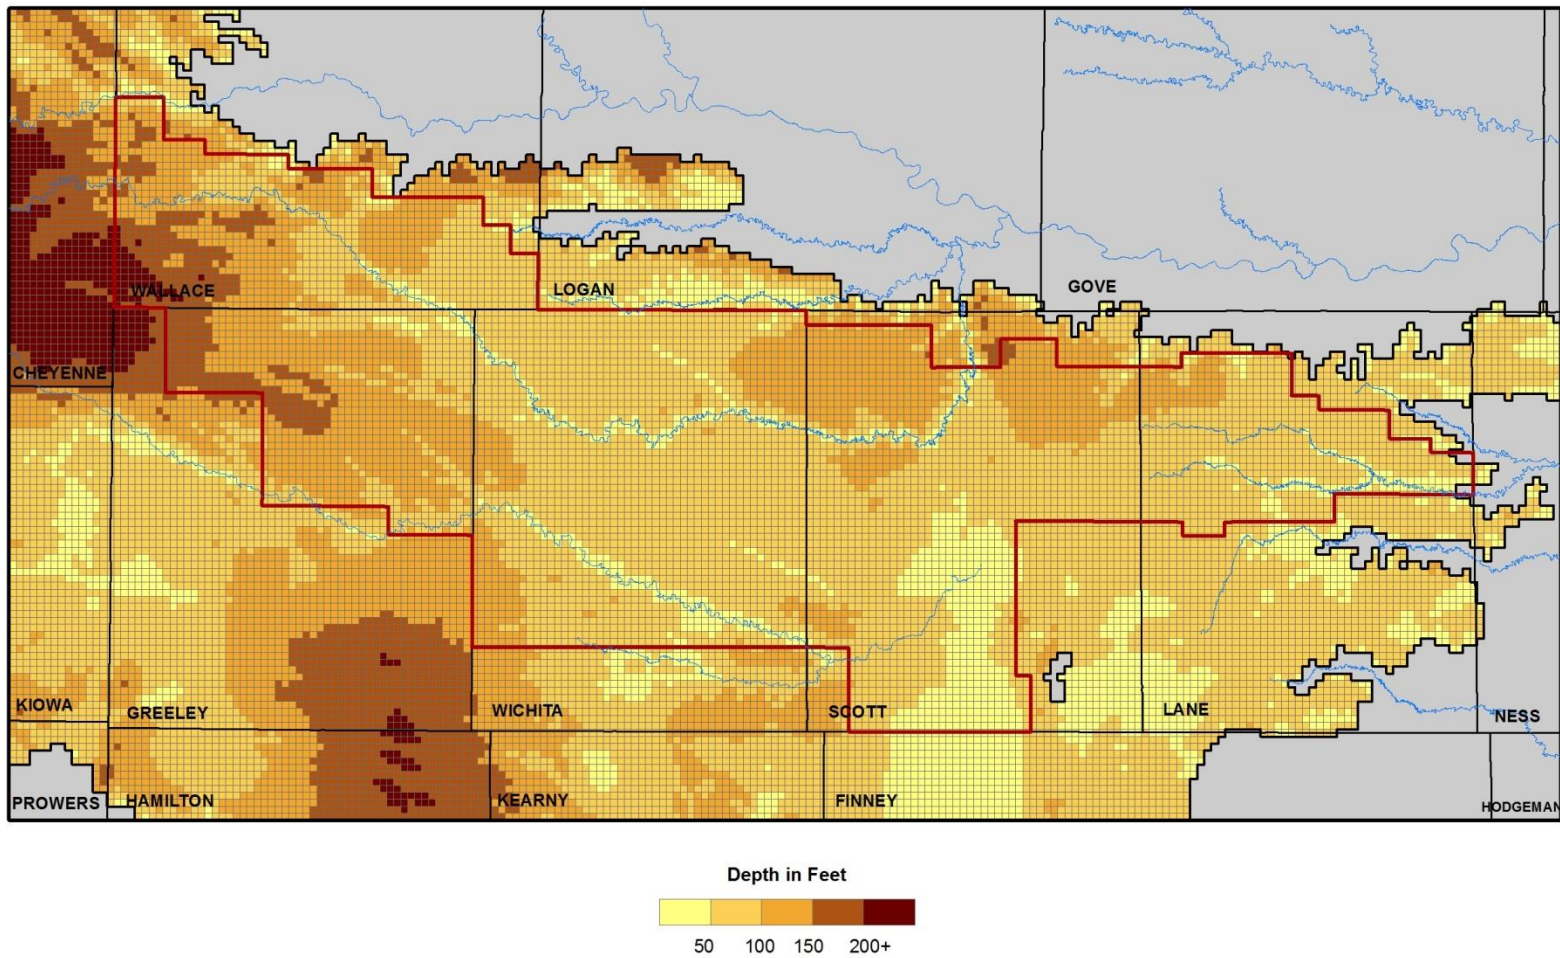 GOVE
WALLACE
LOGAN
CHEYENNE
KIOWA
GREELEY
WICHITA
SCOTT
LANE
NESS
PROWERS
HAMILTON
KEARNY
FINNEY
HODGEMAN
Depth in Feet
50 100 150 200+